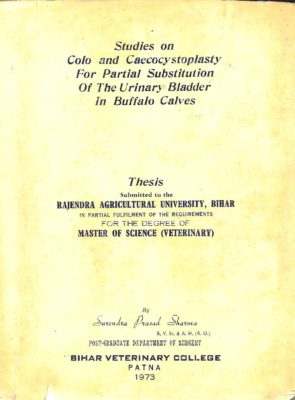 Studies on
Colo and Caecocystoplasty
For Partial Substitution
Of The Urinary Bladder
in Buffalo Calves
Thesis
Submitted to the
RAJENDRA AGRICULTURAL UNIVERSITY, BIHAR
IN PARTIAL FULFILMENT OF THE REQUIREMENTS
FOR THE DEGREE OF
MASTER OF SCIENCE (VETERINARY)
By
Surendra Prasad Sharma
B. V. Sc. & A. H. (R. U.)
POST-GRADUATE DEPARTMENT OF SURGERY
BIHAR VETERINARY COLLEGE
PATNA
1973